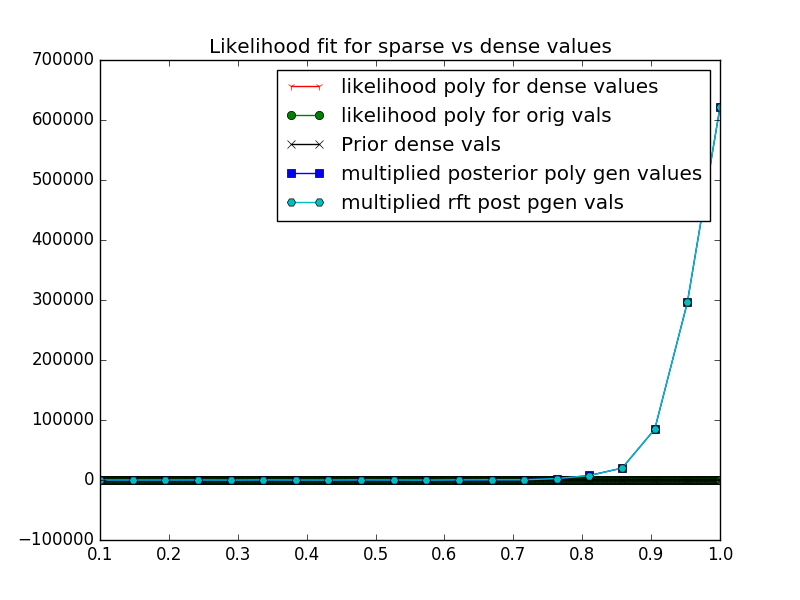 Likelihood fit for sparse vs dense values
likelihood poly for dense values
likelihood poly for orig vals
Prior dense vals
multiplied posterior poly gen values
multiplied rft post pgen vals
700000
600000
500000
400000
300000
200000
100000
0
−100000
0.1 0.2 0.3 0.4 0.5 0.6 0.7 0.8 0.9 1.0